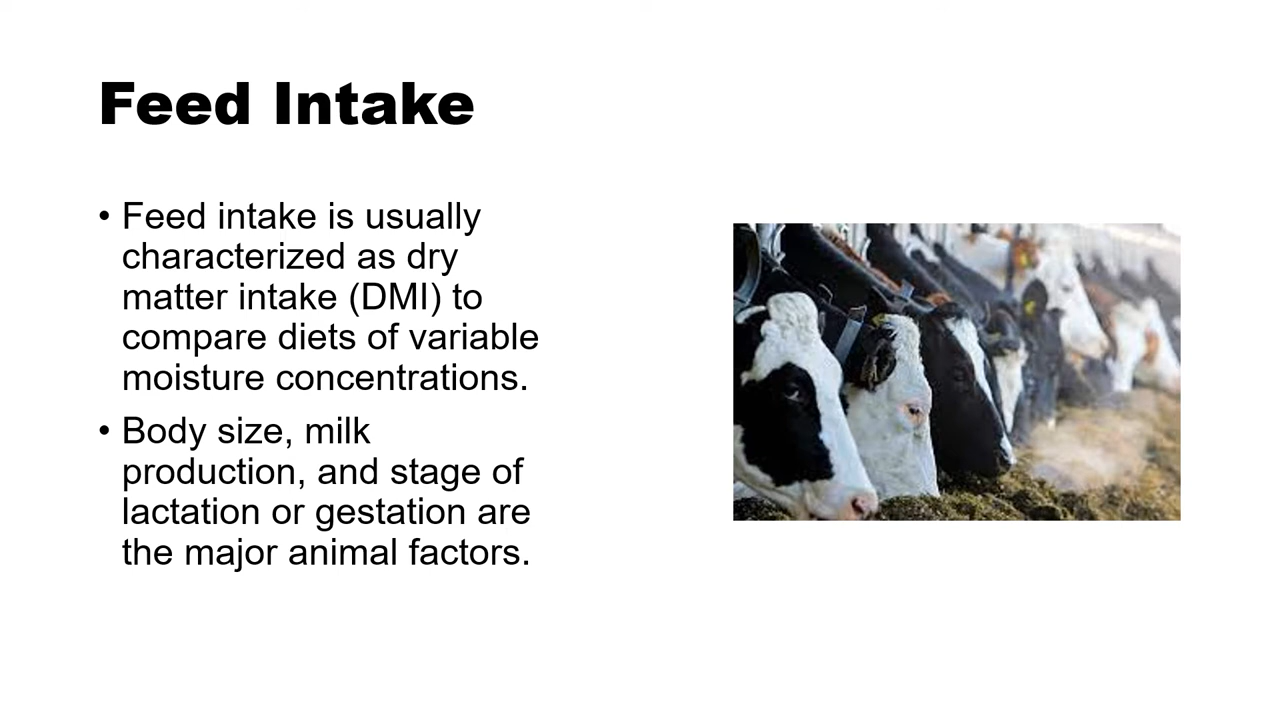 Feed Intake
• Feed intake is usually
characterized as dry
matter intake (DMI) to
compare diets of variable
moisture concentrations.
• Body size, milk
production, and stage of
lactation or gestation are
the major animal factors.